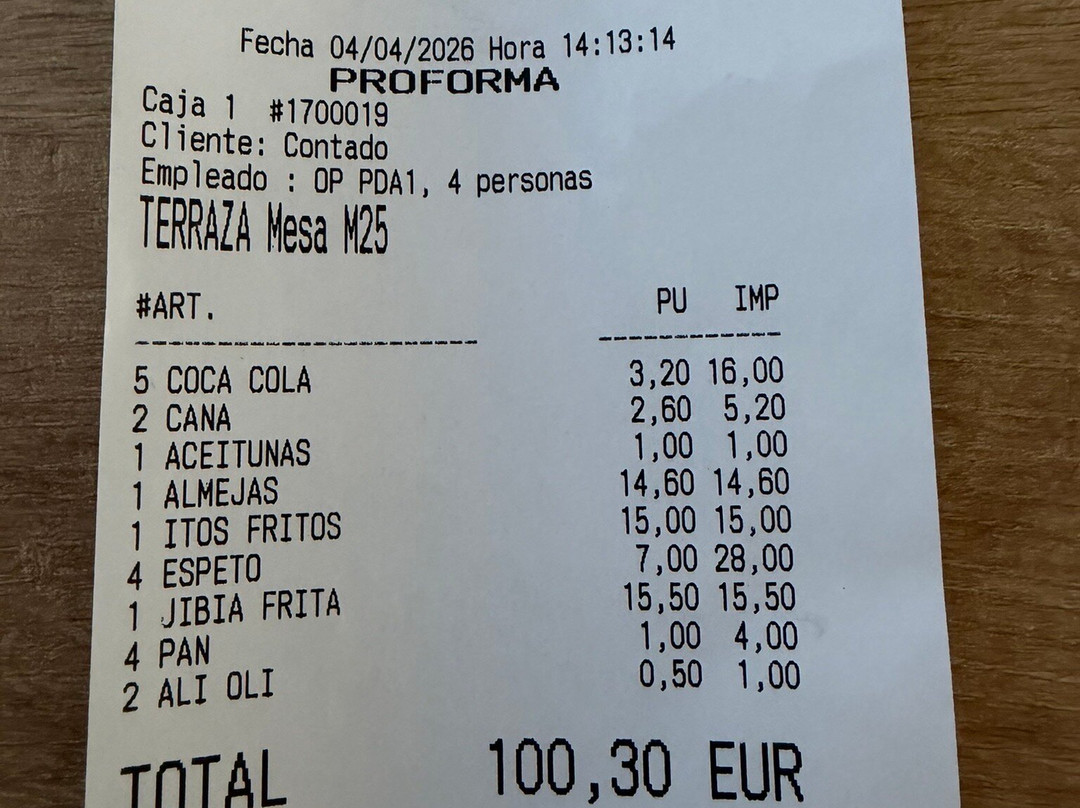 Fecha 04/04/2026 Hora 14:13:14
PROFORMA
Caja 1 #1700019
Cliente: Contado
Empleado : OP PDA1, 4 personas
TERRAZA Mesa M25
#ART. PU IMP
5 COCA COLA 3,20 16,00
2 CANA 2,60 5,20
1 ACEITUNAS 1,00 1,00
1 ALMEJAS 14,60 14,60
1 ITOS FRITOS 15,00 15,00
4 ESPETO 7,00 28,00
1 JIBIA FRITA 15,50 15,50
4 PAN 1,00 4,00
2 ALI OLI 0,50 1,00
TOTAL 100,30 EUR